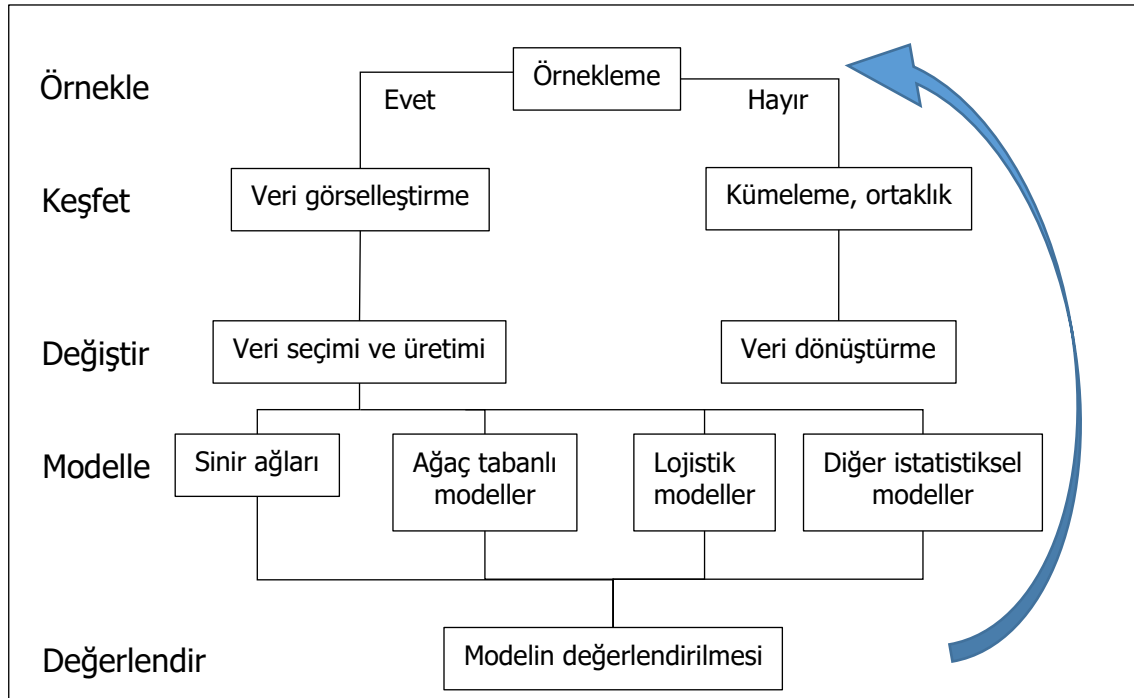 Örnekleme
Örnekle
Evet
Hayır
Keşfet
Veri görselleştirme
Kümeleme, ortaklık
Değiştir
Veri seçimi ve üretimi
Veri dönüştürme
Modelle
Sinir ağları
Ağaç tabanlı
modeller
Lojistik
modeller
Diğer istatistiksel
modeller
Değerlendir
Modelin değerlendirilmesi